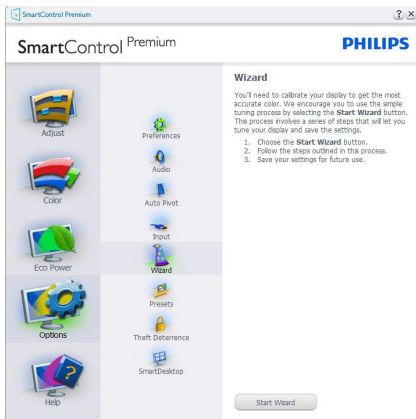 SmartControl Premium
? ×
SmartControl Premium
PHILIPS
Adjust
Color
Eco Power
Options
Help
Preferences
Audio
Auto Pivot
Input
Wizard
Presets
Theft Deterrence
SmartDesktop
Wizard
You'll need to calibrate your display to get the most
accurate color. We encourage you to use the simple
tuning process by selecting the Start Wizard button.
This process involves a series of steps that will let you
tune your display and save the settings.
1. Choose the Start Wizard button.
2. Follow the steps outlined in this process.
3. Save your settings for future use.
Start Wizard